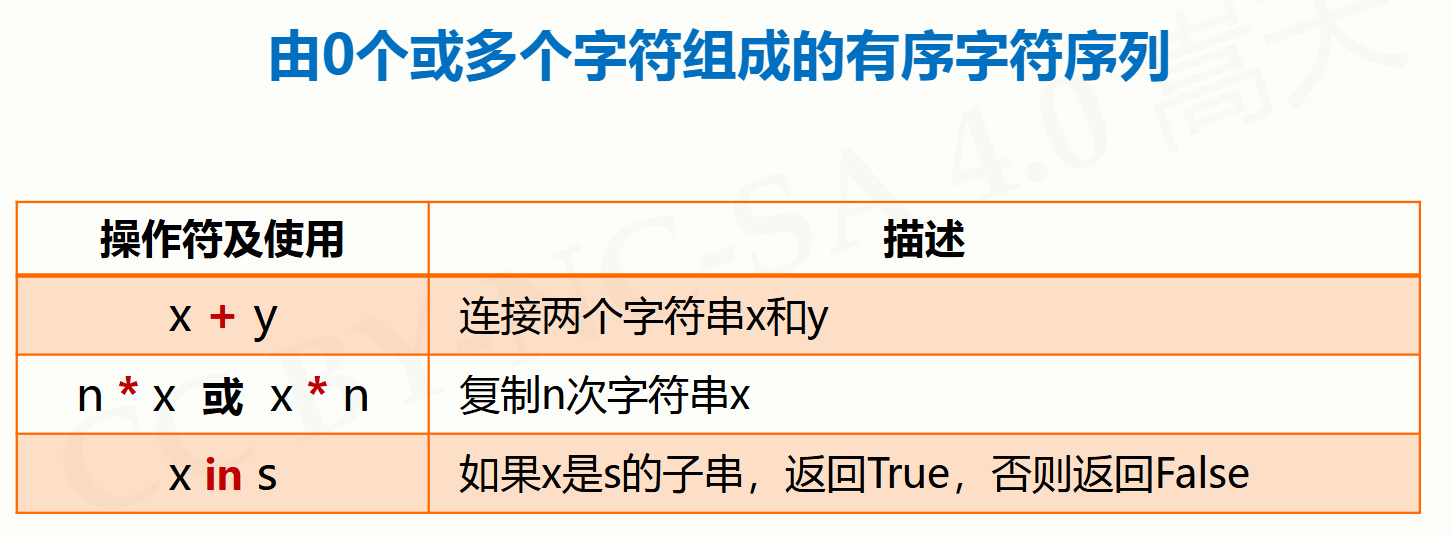 由0个或多个字符组成的有序字符序列
操作符及使用 描述
x + y 连接两个字符串x和y
n * x 或 x * n 复制n次字符串x
x in s 如果x是s的子串，返回True，否则返回False
CC BY-NC-SA 4.0 嵩天